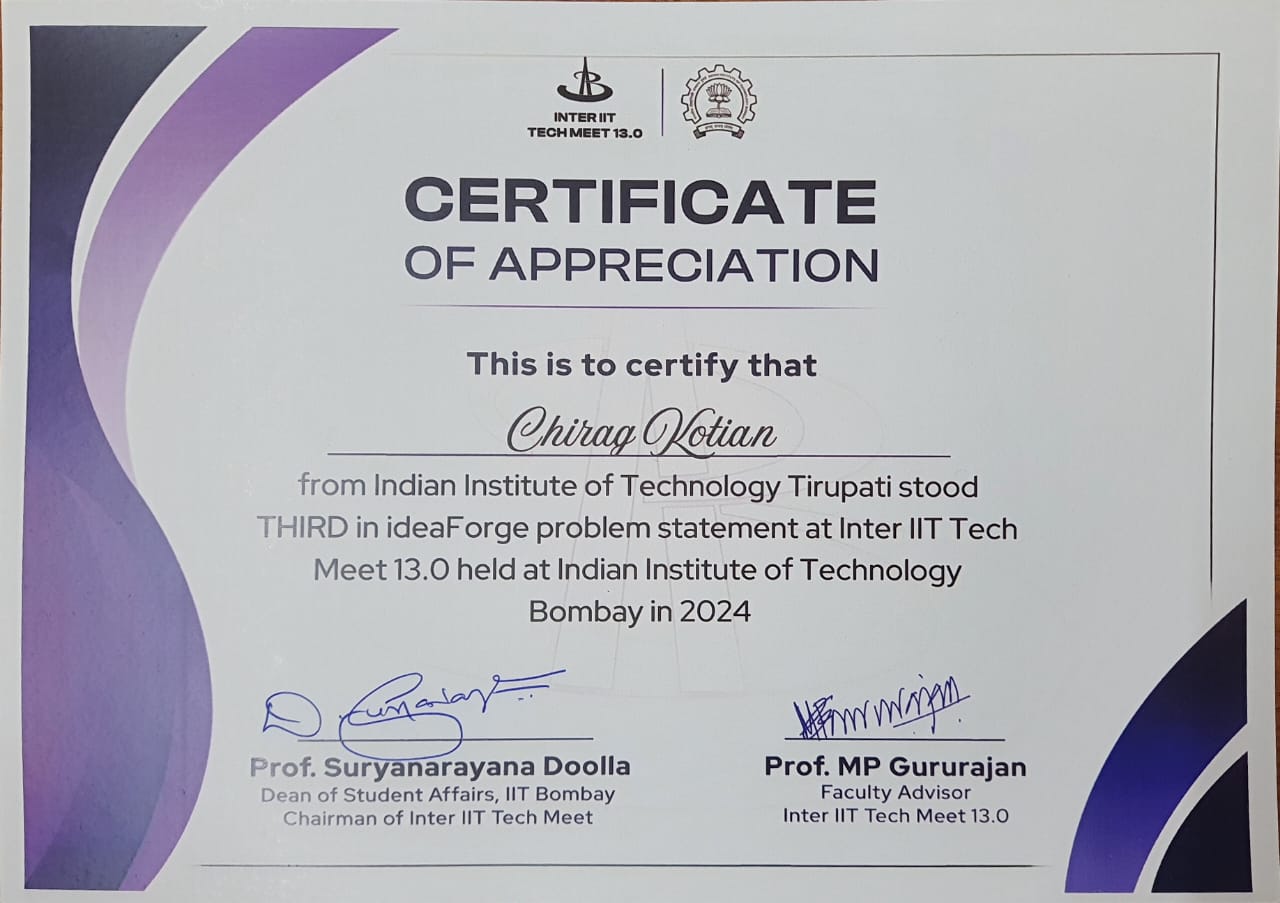 INTER IIT
TECH MEET 13.0
CERTIFICATE
OF APPRECIATION
This is to certify that
Chirag Kotian
from Indian Institute of Technology Tirupati stood
THIRD in ideaForge problem statement at Inter IIT Tech
Meet 13.0 held at Indian Institute of Technology
Bombay in 2024
Prof. Suryanarayana Doolla
Dean of Student Affairs, IIT Bombay
Chairman of Inter IIT Tech Meet
Prof. MP Gururajan
Faculty Advisor
Inter IIT Tech Meet 13.0